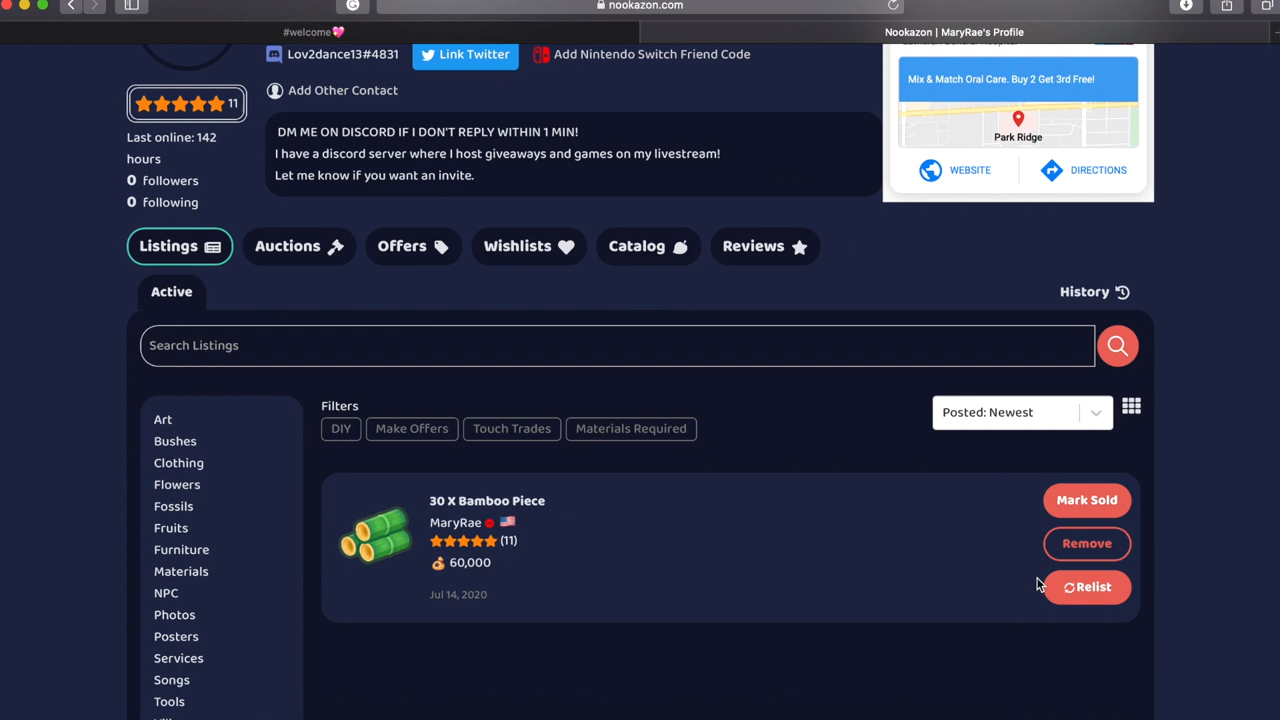 nookazon.com
#welcome💖
Nookazon | MaryRae's Profile
Lov2dance13#4831
Link Twitter
Add Nintendo Switch Friend Code
Add Other Contact
11
Last online: 142
hours
0 followers
0 following
DM ME ON DISCORD IF I DON'T REPLY WITHIN 1 MIN!
I have a discord server where I host giveaways and games on my livestream!
Let me know if you want an invite.
Mix & Match Oral Care. Buy 2 Get 3rd Free!
Park Ridge
WEBSITE
DIRECTIONS
Listings
Auctions
Offers
Wishlists
Catalog
Reviews
Active
History
Search Listings
Art
Bushes
Clothing
Flowers
Fossils
Fruits
Furniture
Materials
NPC
Photos
Posters
Services
Songs
Tools
Filters
DIY
Make Offers
Touch Trades
Materials Required
Posted: Newest
30 X Bamboo Piece
MaryRae
(11)
60,000
Jul 14, 2020
Mark Sold
Remove
Relist